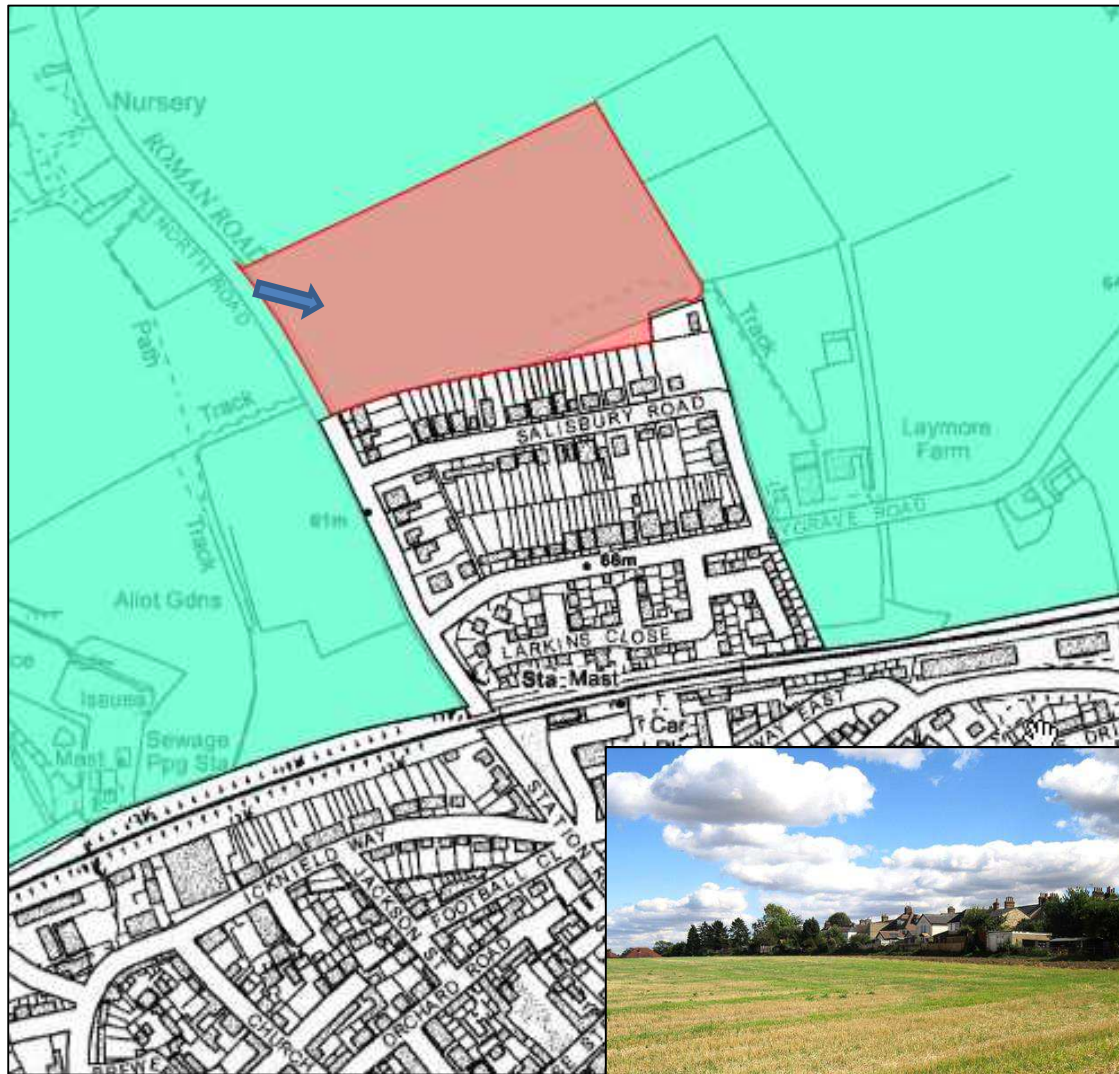 Nursery
ROMAN ROAD
NORTH ROAD
Path
Track
Track
Track
SALISBURY ROAD
Laymore
Farm
61m
66m
Allot Gdns
LARKINS CLOSE
Sta
Mast
Car
EAST
Issues
Mast
Sewage
Ppg Sta
ICKNIELD WAY
JACKSON
FOOTBALL
ORCHARD ROAD
CHURCH